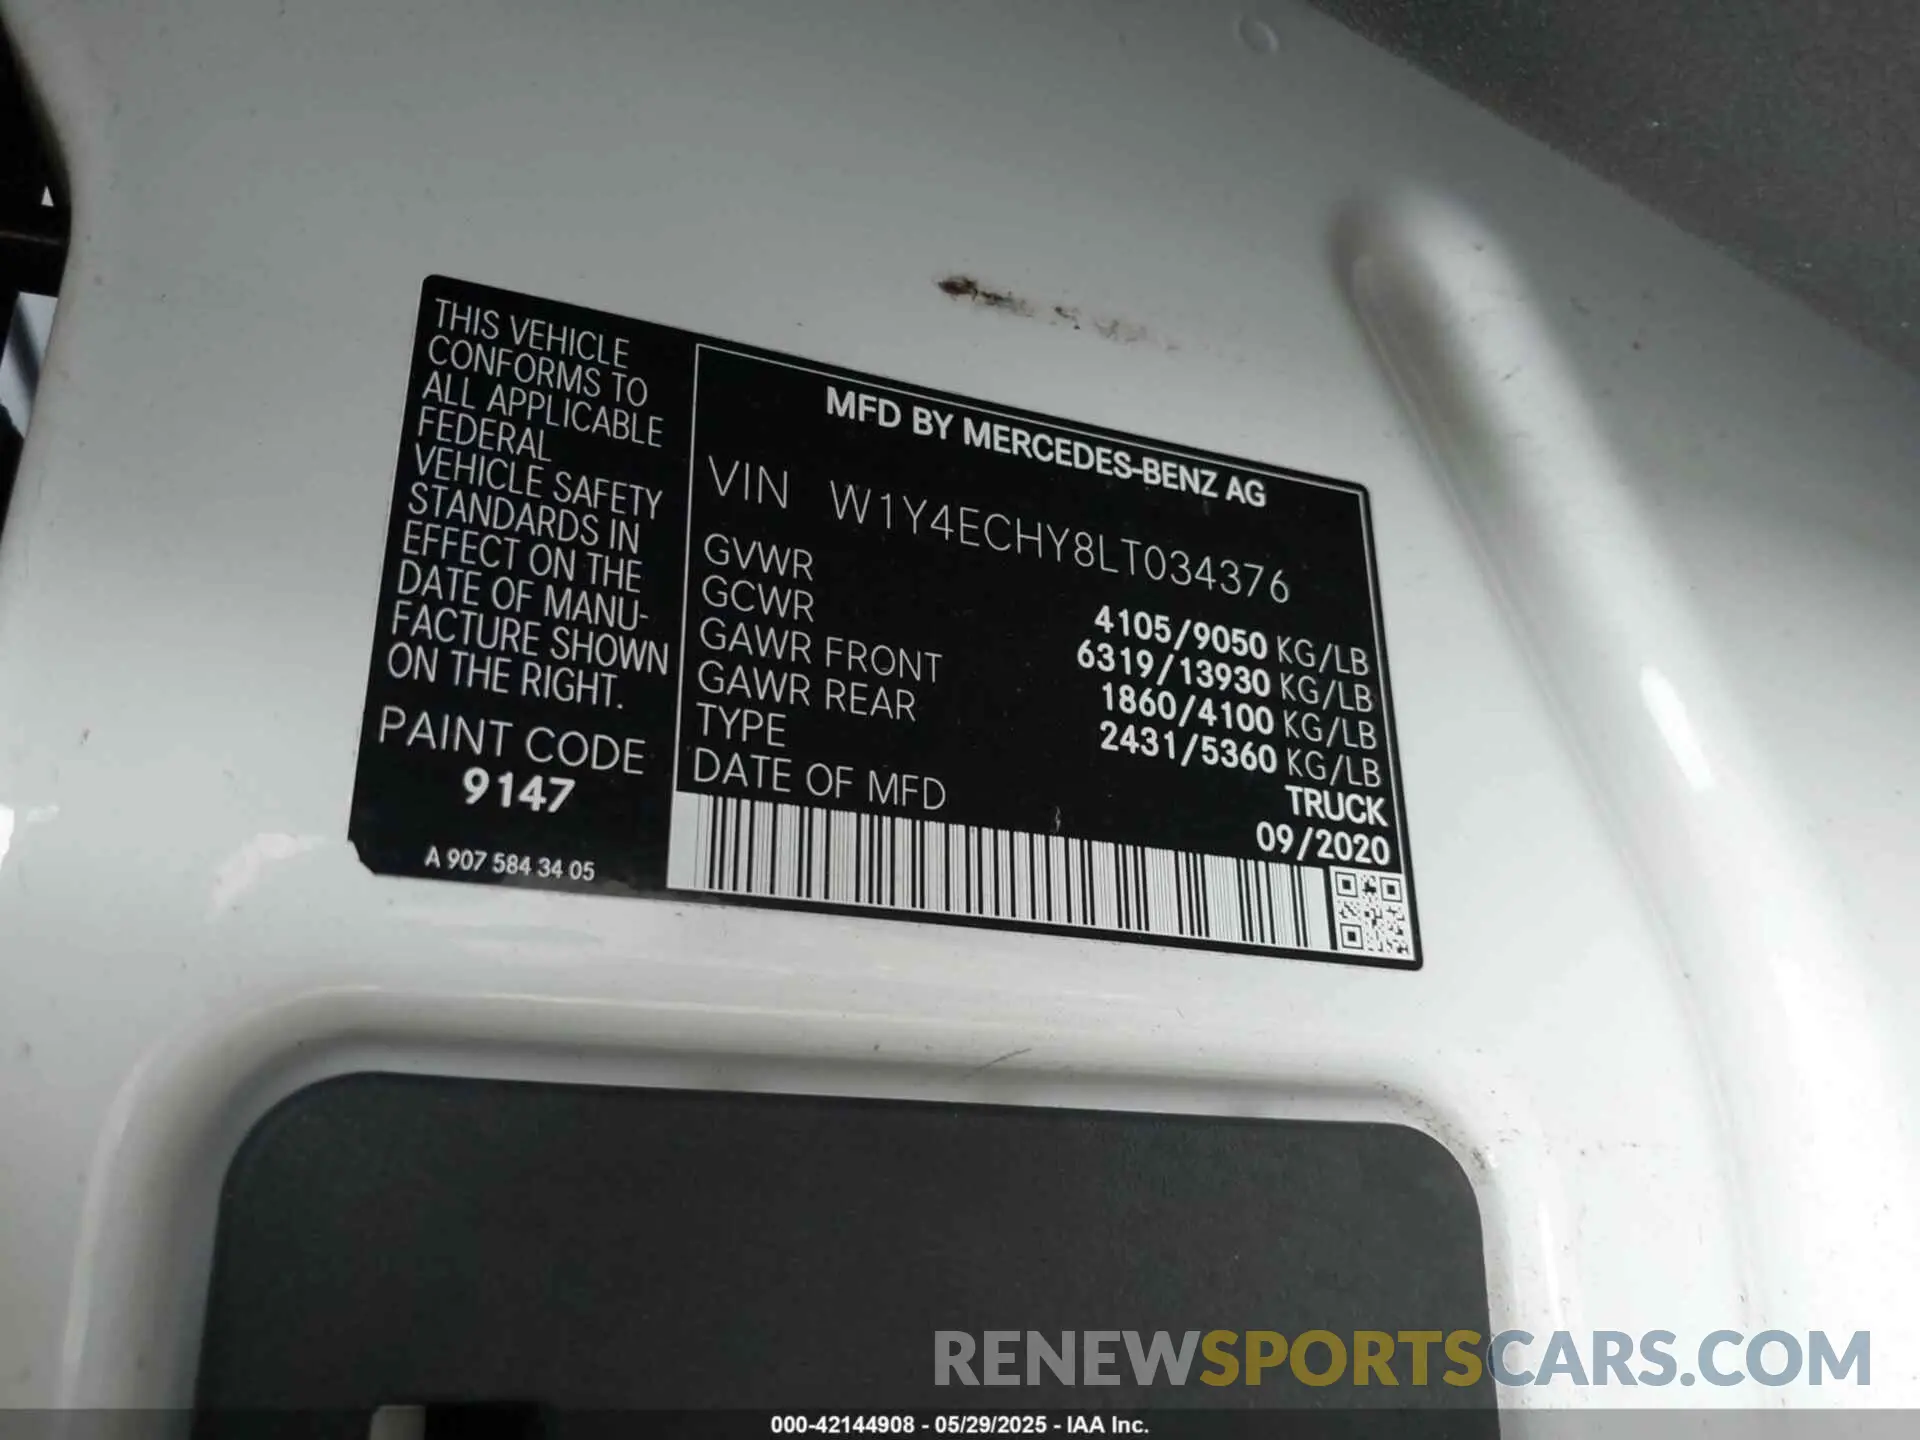 THIS VEHICLE
CONFORMS TO
ALL APPLICABLE
FEDERAL
VEHICLE SAFETY
STANDARDS IN
EFFECT ON THE
DATE OF MANU-
FACTURE SHOWN
ON THE RIGHT.
PAINT CODE
9147
A 907 584 34 05
MFD BY MERCEDES-BENZ AG
VIN W1Y4ECHY8LT034376
GVWR 4105/9050 KG/LB
GCWR 6319/13930 KG/LB
GAWR FRONT 1860/4100 KG/LB
GAWR REAR 2431/5360 KG/LB
TYPE TRUCK
DATE OF MFD 09/2020
RENEWSPORTSCARS.COM
000-42144908 - 05/29/2025 - IAA Inc.